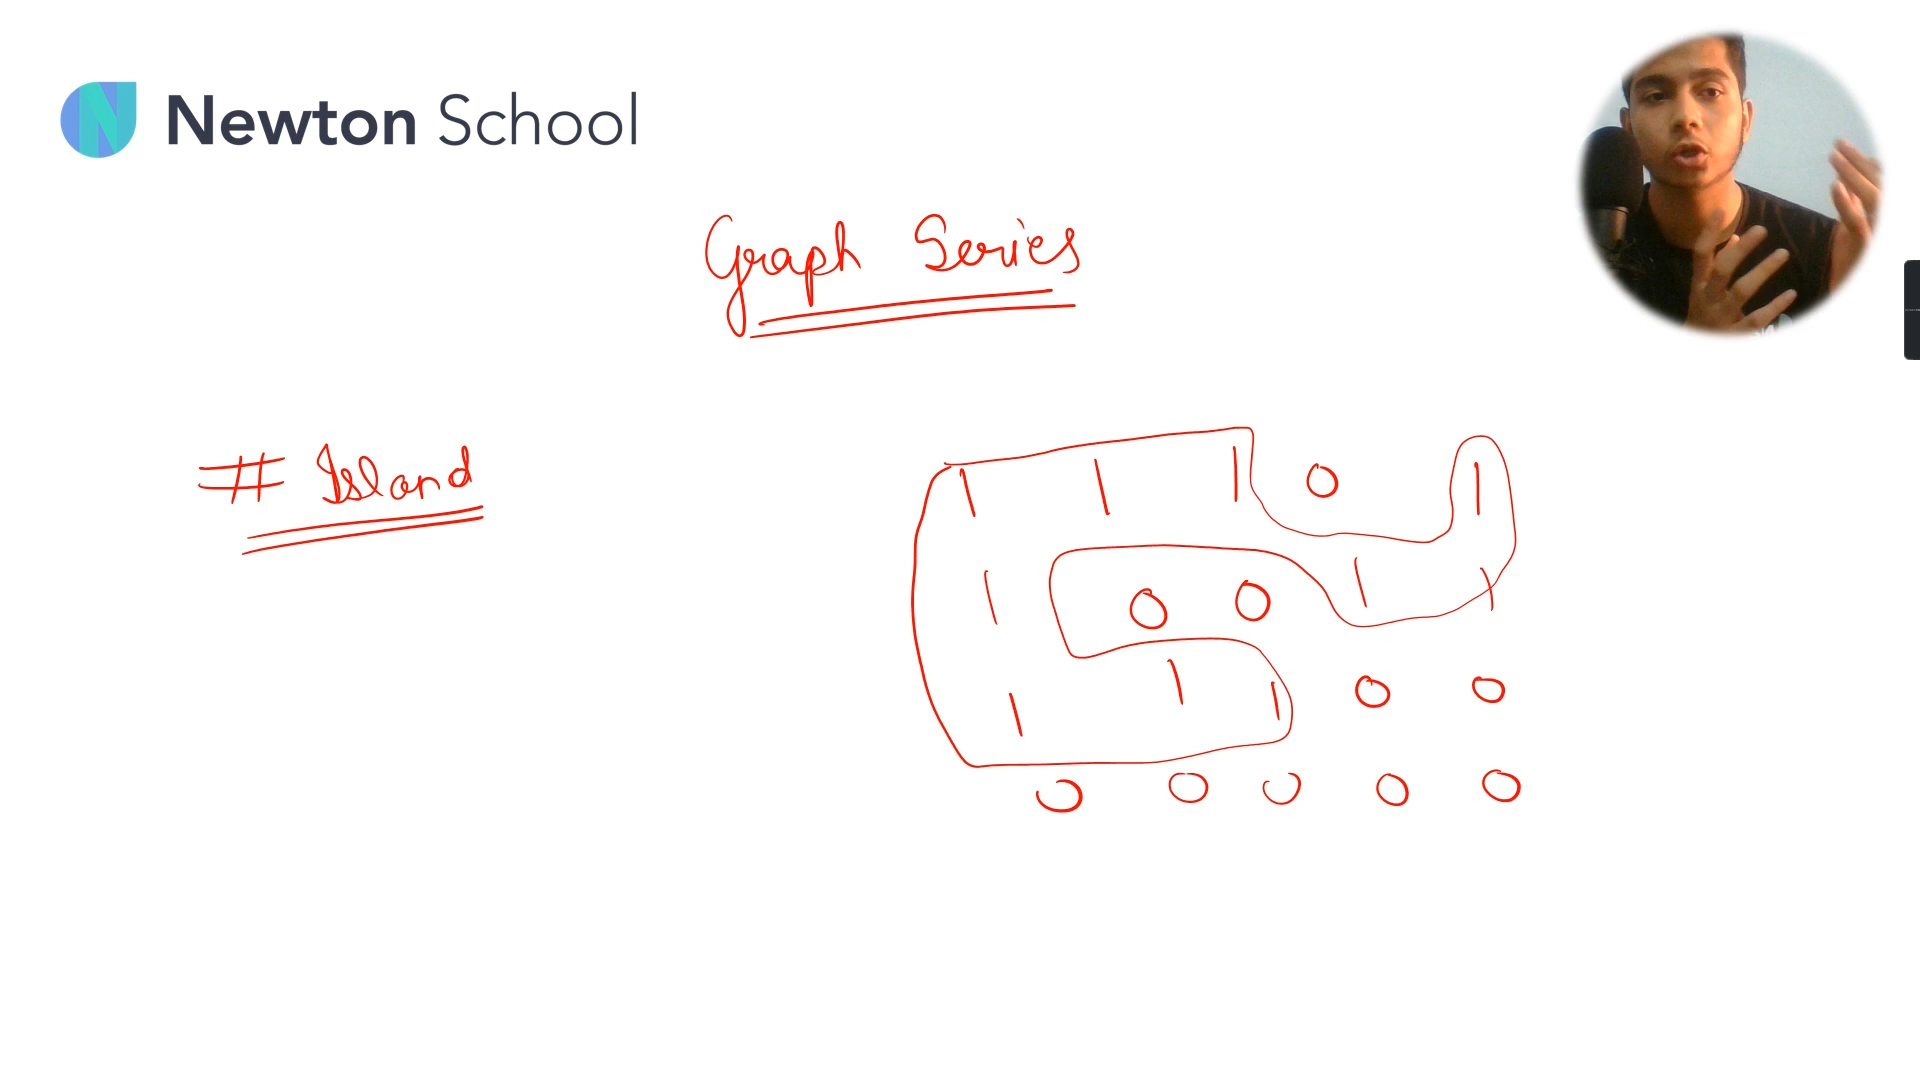 Newton School
Graph Series
# Island
1 1 1 0 1
1 0 0 1 1
1 1 1 0 0
0 0 0 0 0